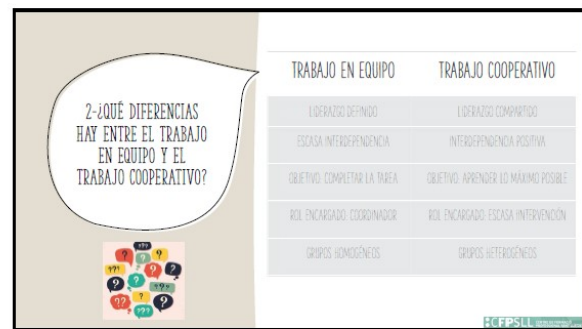 2-¿QUÉ DIFERENCIAS
HAY ENTRE EL TRABAJO
EN EQUIPO Y EL
TRABAJO COOPERATIVO?
TRABAJO EN EQUIPO TRABAJO COOPERATIVO
LIDERAZGO DEFINIDO LIDERAZGO COMPARTIDO
ESCASA INTERDEPENDENCIA INTERDEPENDENCIA POSITIVA
OBJETIVO: COMPLETAR LA TAREA OBJETIVO: APRENDER LO MÁXIMO POSIBLE
ROL ENCARGADO: COORDINADOR ROL ENCARGADO: ESCASA INTERVENCIÓN
GRUPOS HOMOGÉNEOS GRUPOS HETEROGÉNEOS
CFPSLL